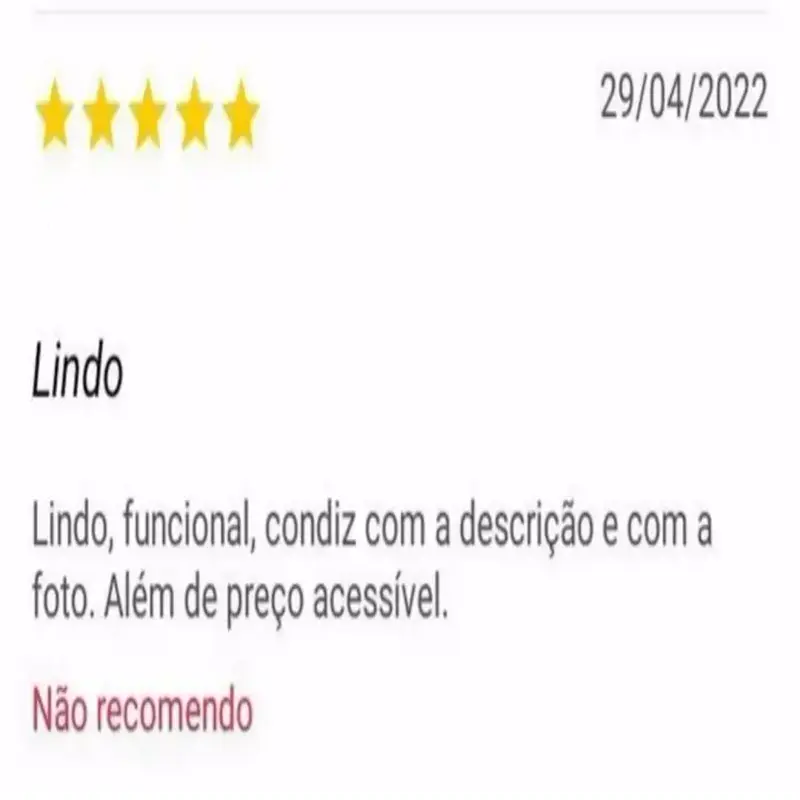 29/04/2022
Lindo
Lindo, funcional, condiz com a descrição e com a
foto. Além de preço acessível.
Não recomendo